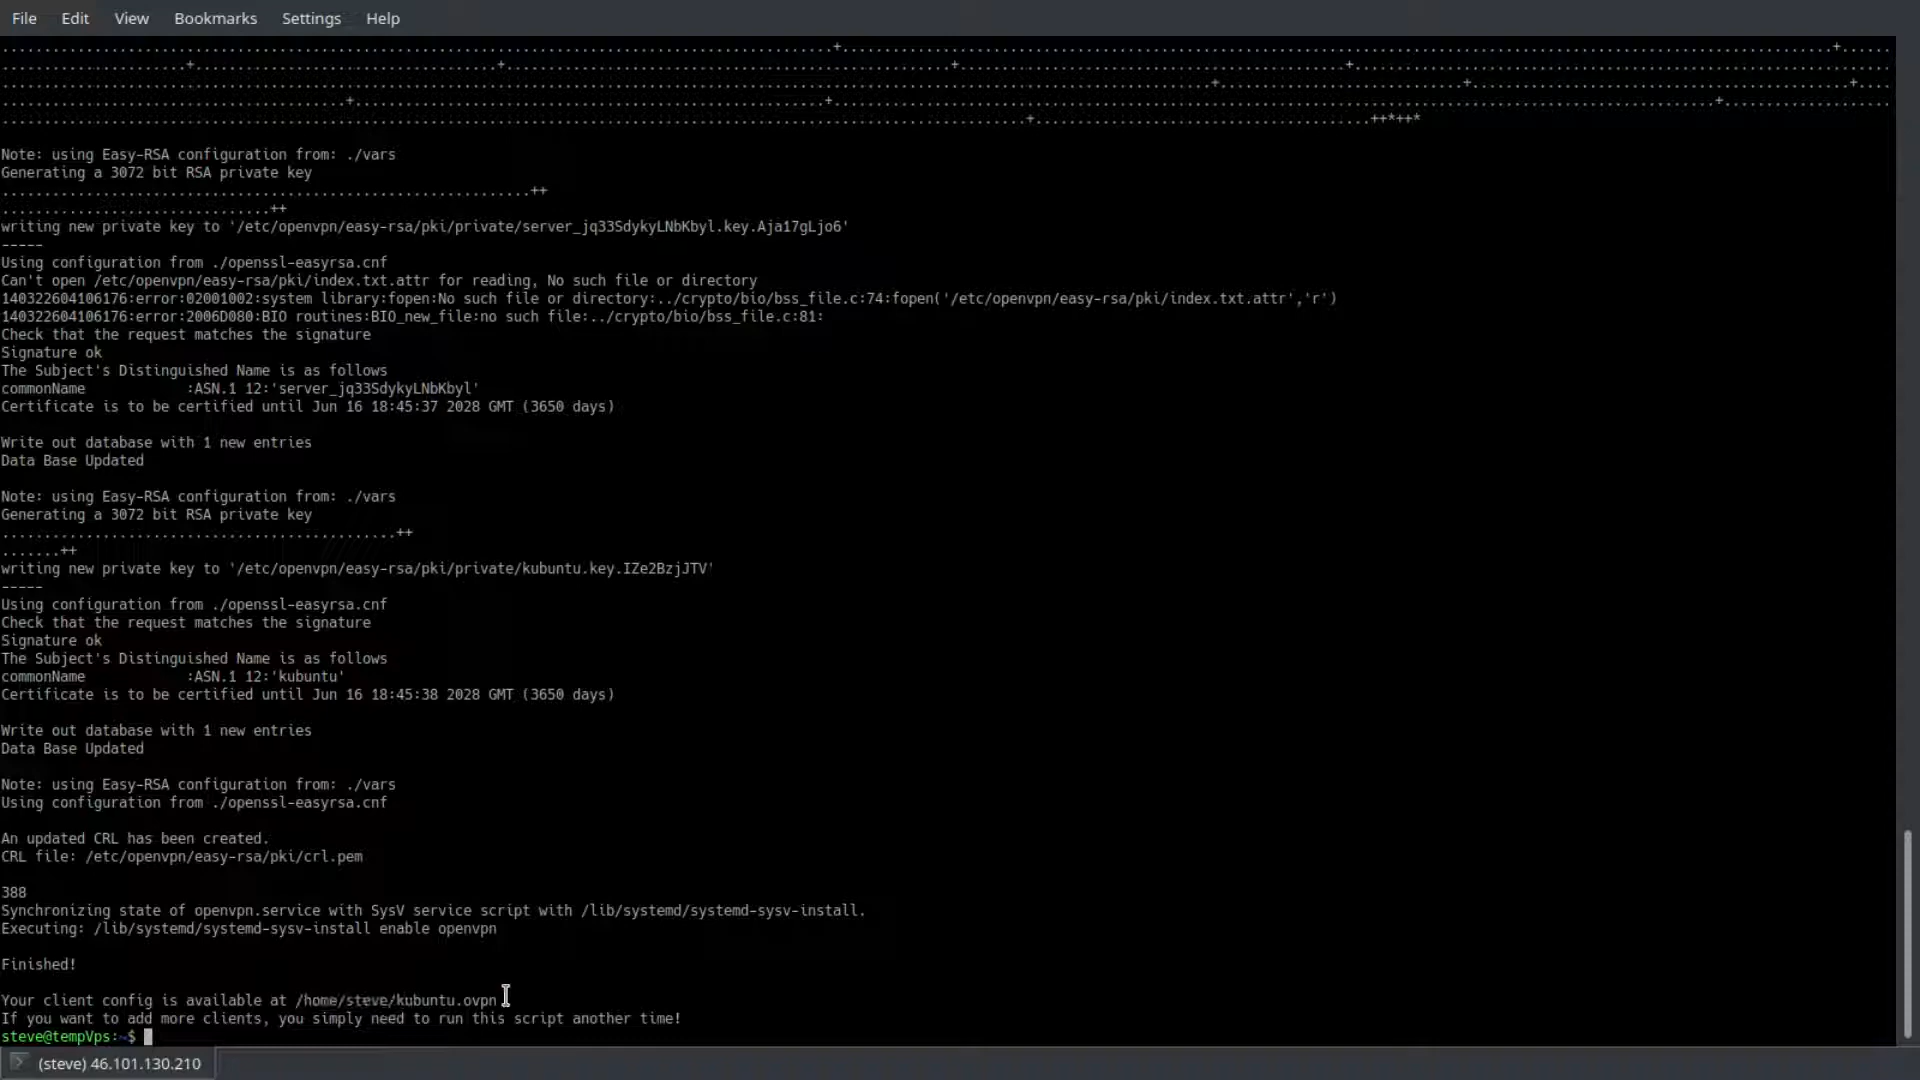 File Edit View Bookmarks Settings Help
++*++*
Note: using Easy-RSA configuration from: ./vars
Generating a 3072 bit RSA private key
.++
.++
writing new private key to '/etc/openvpn/easy-rsa/pki/private/server_jq33SdykyLNbKbyl.key.Aja17gLjo6'
-----
Using configuration from ./openssl-easyrsa.cnf
Can't open /etc/openvpn/easy-rsa/pki/index.txt.attr for reading, No such file or directory
140322604106176:error:02001002:system library:fopen:No such file or directory:../crypto/bio/bss_file.c:74:fopen('/etc/openvpn/easy-rsa/pki/index.txt.attr','r')
140322604106176:error:2006D080:BIO routines:BIO_new_file:no such file:../crypto/bio/bss_file.c:81:
Check that the request matches the signature
Signature ok
The Subject's Distinguished Name is as follows
commonName            :ASN.1 12:'server_jq33SdykyLNbKbyl'
Certificate is to be certified until Jun 16 18:45:37 2028 GMT (3650 days)
Write out database with 1 new entries
Data Base Updated
Note: using Easy-RSA configuration from: ./vars
Generating a 3072 bit RSA private key
.++
.......++
writing new private key to '/etc/openvpn/easy-rsa/pki/private/kubuntu.key.IZe2BzjJTV'
-----
Using configuration from ./openssl-easyrsa.cnf
Check that the request matches the signature
Signature ok
The Subject's Distinguished Name is as follows
commonName            :ASN.1 12:'kubuntu'
Certificate is to be certified until Jun 16 18:45:38 2028 GMT (3650 days)
Write out database with 1 new entries
Data Base Updated
Note: using Easy-RSA configuration from: ./vars
Using configuration from ./openssl-easyrsa.cnf
An updated CRL has been created.
CRL file: /etc/openvpn/easy-rsa/pki/crl.pem
388
Synchronizing state of openvpn.service with SysV service script with /lib/systemd/systemd-sysv-install.
Executing: /lib/systemd/systemd-sysv-install enable openvpn
Finished!
Your client config is available at /home/steve/kubuntu.ovpn
If you want to add more clients, you simply need to run this script another time!
steve@tempVps:~$
(steve) 46.101.130.210